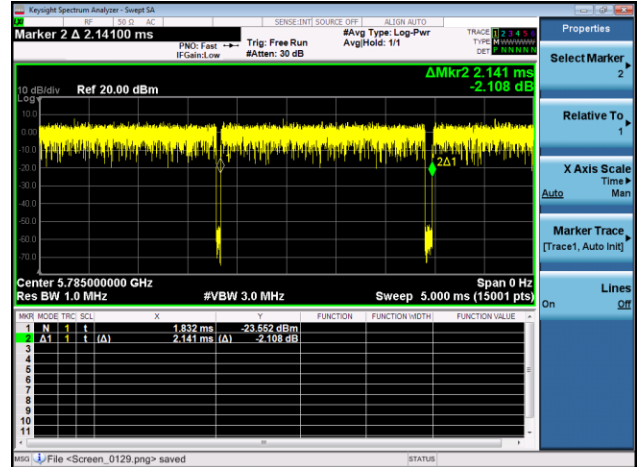 Keysight Spectrum Analyzer - Swept SA
RF 50 Ω AC SENSE:INT SOURCE OFF ALIGN AUTO
Marker 2 Δ 2.14100 ms
PNO: Fast
IFGain:Low
Trig: Free Run
#Atten: 30 dB
#Avg Type: Log-Pwr
Avg|Hold: 1/1
TRACE 1 2 3 4 5 6
TYPE M WWWWW
DET P N N N N N
ΔMkr2 2.141 ms
-2.108 dB
10 dB/div Ref 20.00 dBm
Log
10.0
0.00
-10.0
-20.0
-30.0
-40.0
-50.0
-60.0
-70.0
1
2Δ1
Center 5.785000000 GHz Span 0 Hz
Res BW 1.0 MHz #VBW 3.0 MHz Sweep 5.000 ms (15001 pts)
MKR MODE TRC SCL X Y FUNCTION FUNCTION WIDTH FUNCTION VALUE
1 N 1 t 1.832 ms -23.552 dBm
2 Δ1 1 t (Δ) 2.141 ms (Δ) -2.108 dB
3
4
5
6
7
8
9
10
11
MSG File <Screen_0129.png> saved STATUS
Properties
Select Marker
2
Relative To
1
X Axis Scale
Time
Auto Man
Marker Trace
[Trace1, Auto Init]
Lines
On Off